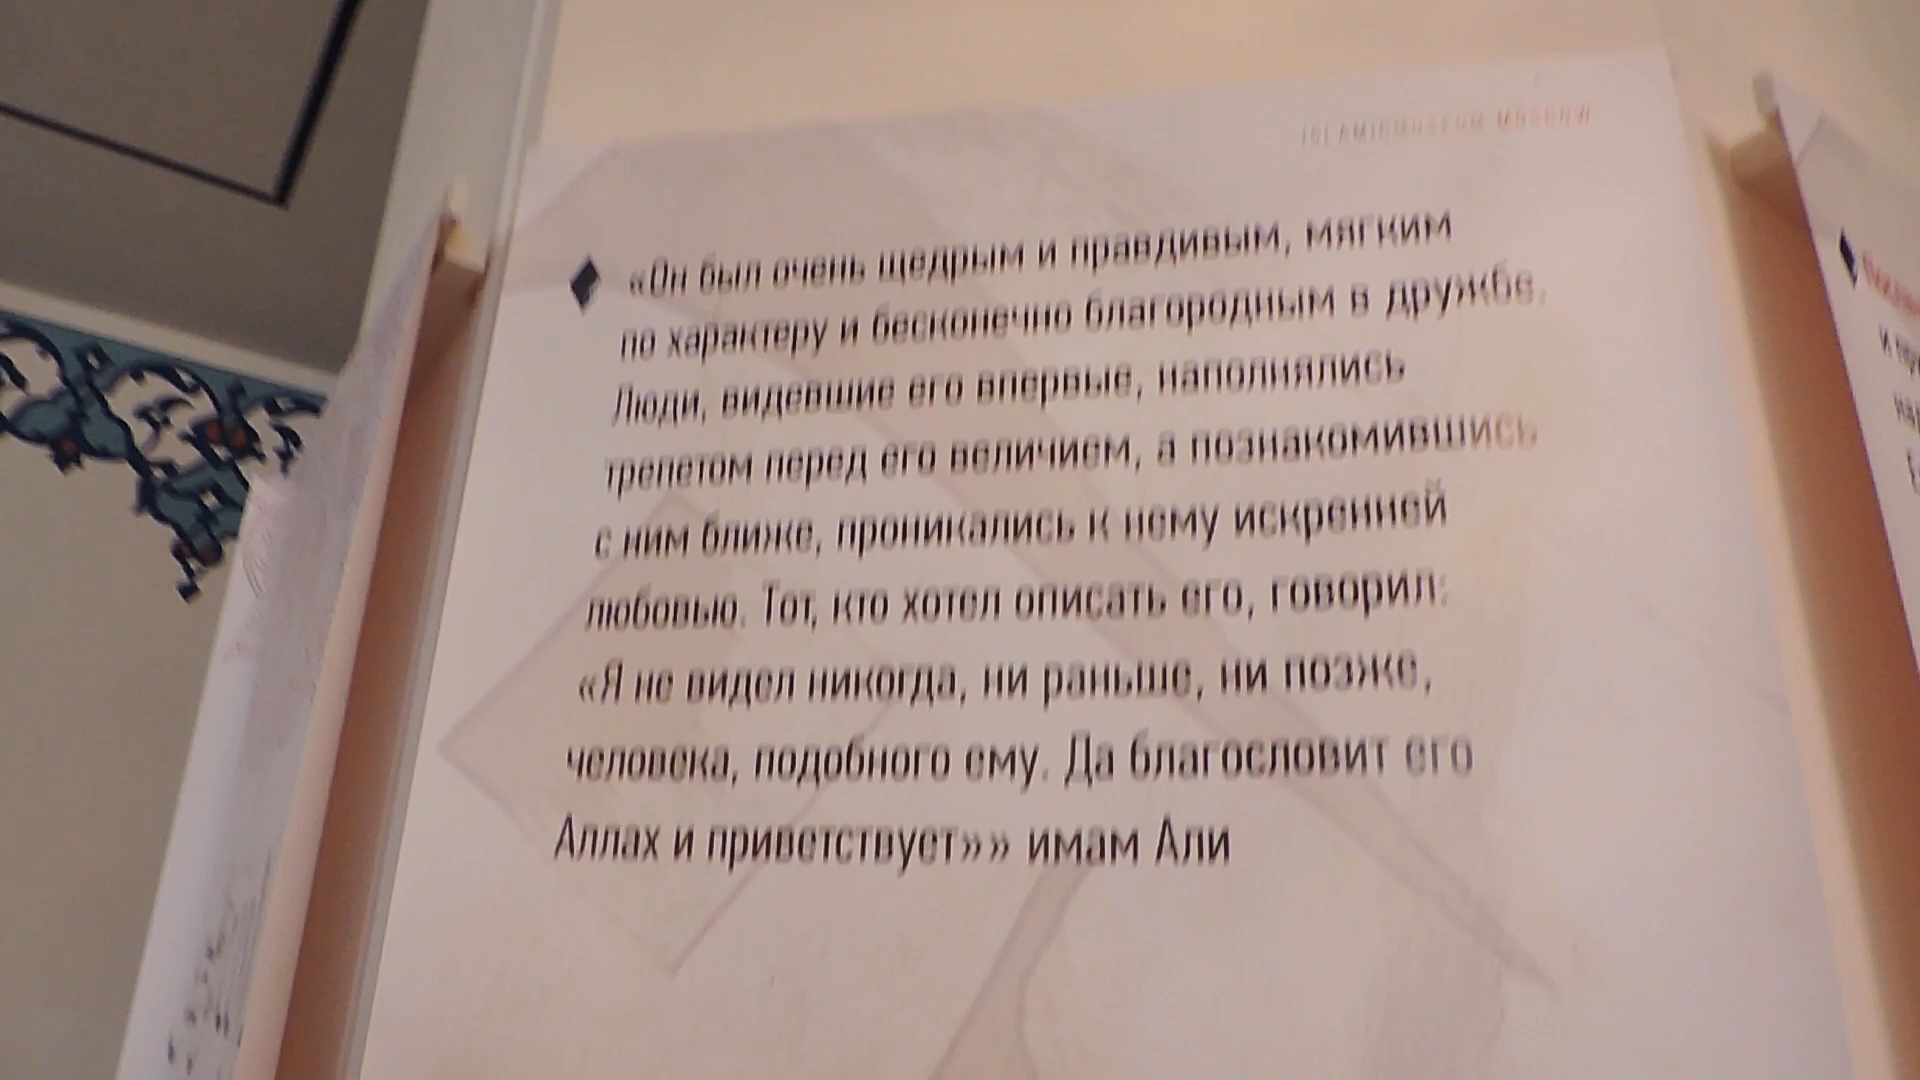 ISLAMICMUSEUM.MOSCOW
«Он был очень щедрым и правдивым, мягким
по характеру и бесконечно благородным в дружбе.
Люди, видевшие его впервые, наполнялись
трепетом перед его величием, а познакомившись
с ним ближе, проникались к нему искренней
любовью. Тот, кто хотел описать его, говорил:
«Я не видел никогда, ни раньше, ни позже,
человека, подобного ему. Да благословит его
Аллах и приветствует»» имам Али